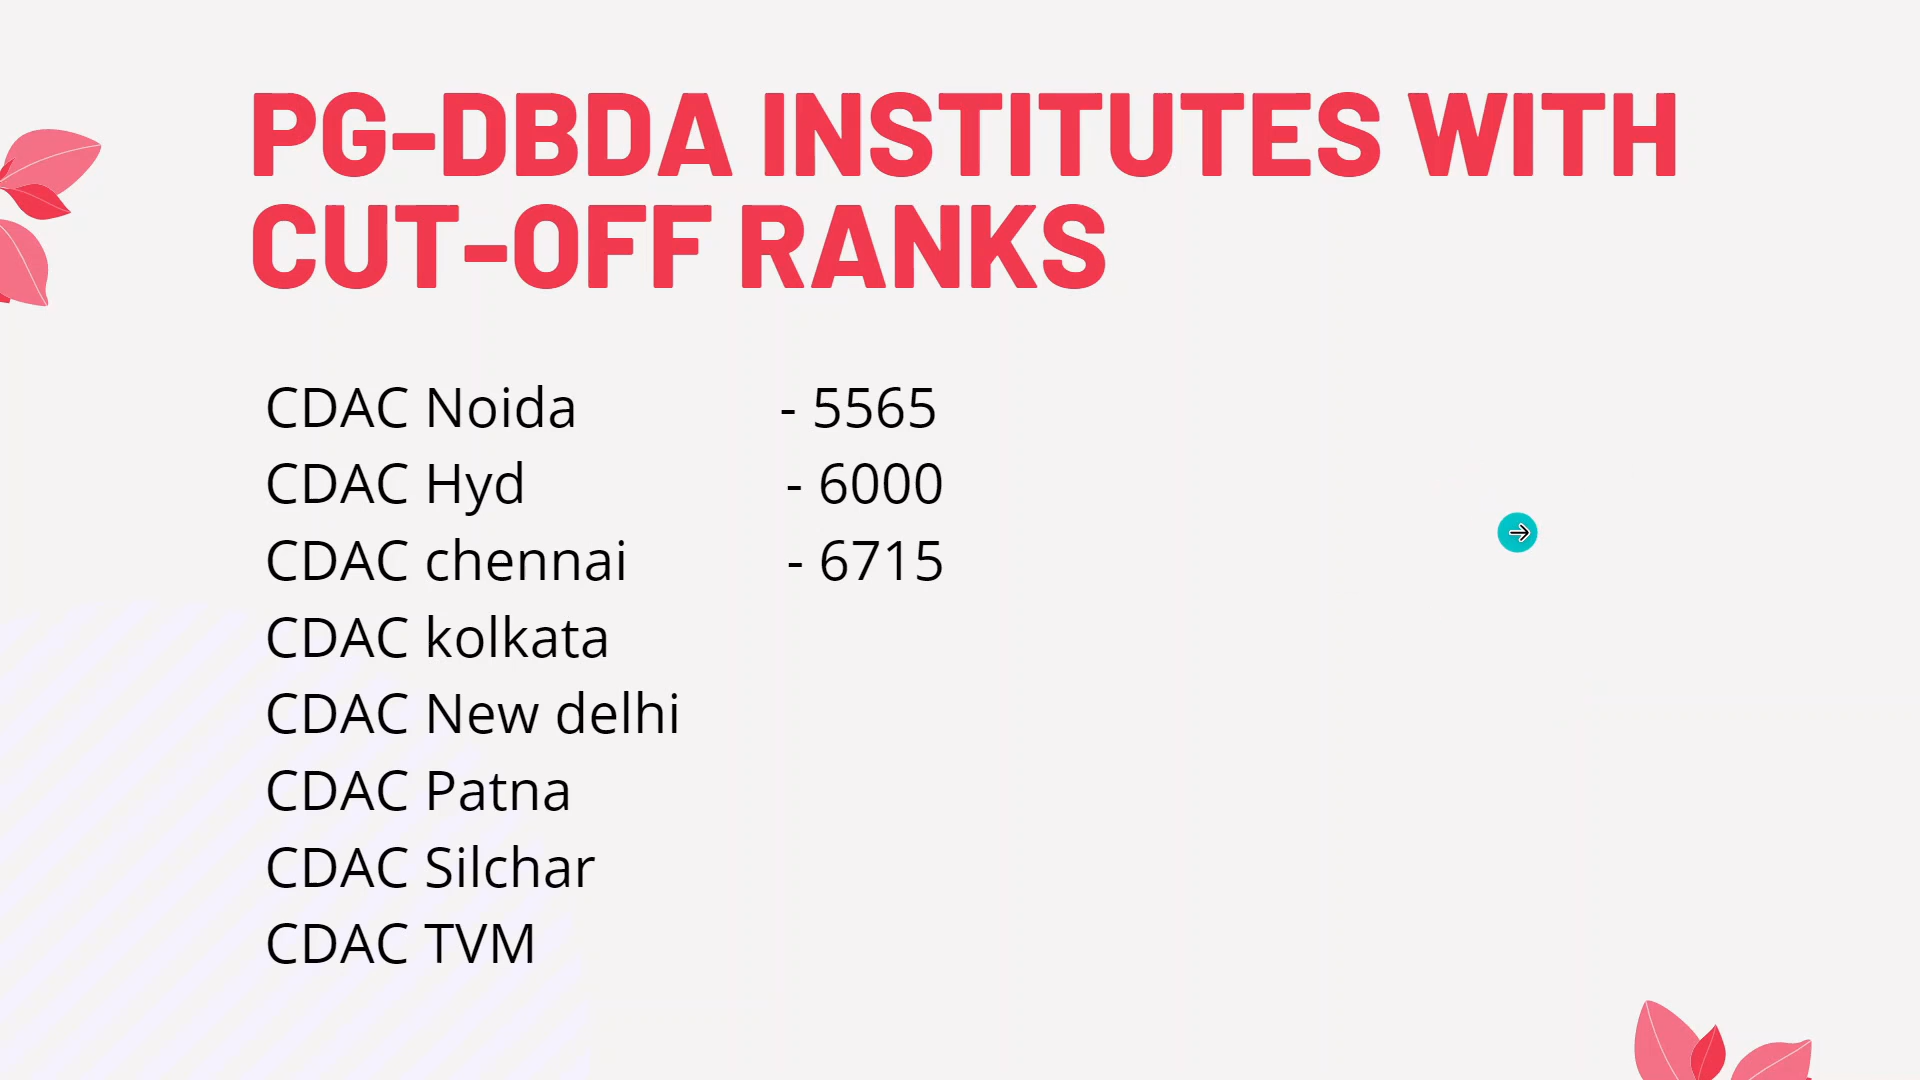 PG-DBDA INSTITUTES WITH
CUT-OFF RANKS
CDAC Noida - 5565
CDAC Hyd - 6000
CDAC chennai - 6715
CDAC kolkata
CDAC New delhi
CDAC Patna
CDAC Silchar
CDAC TVM